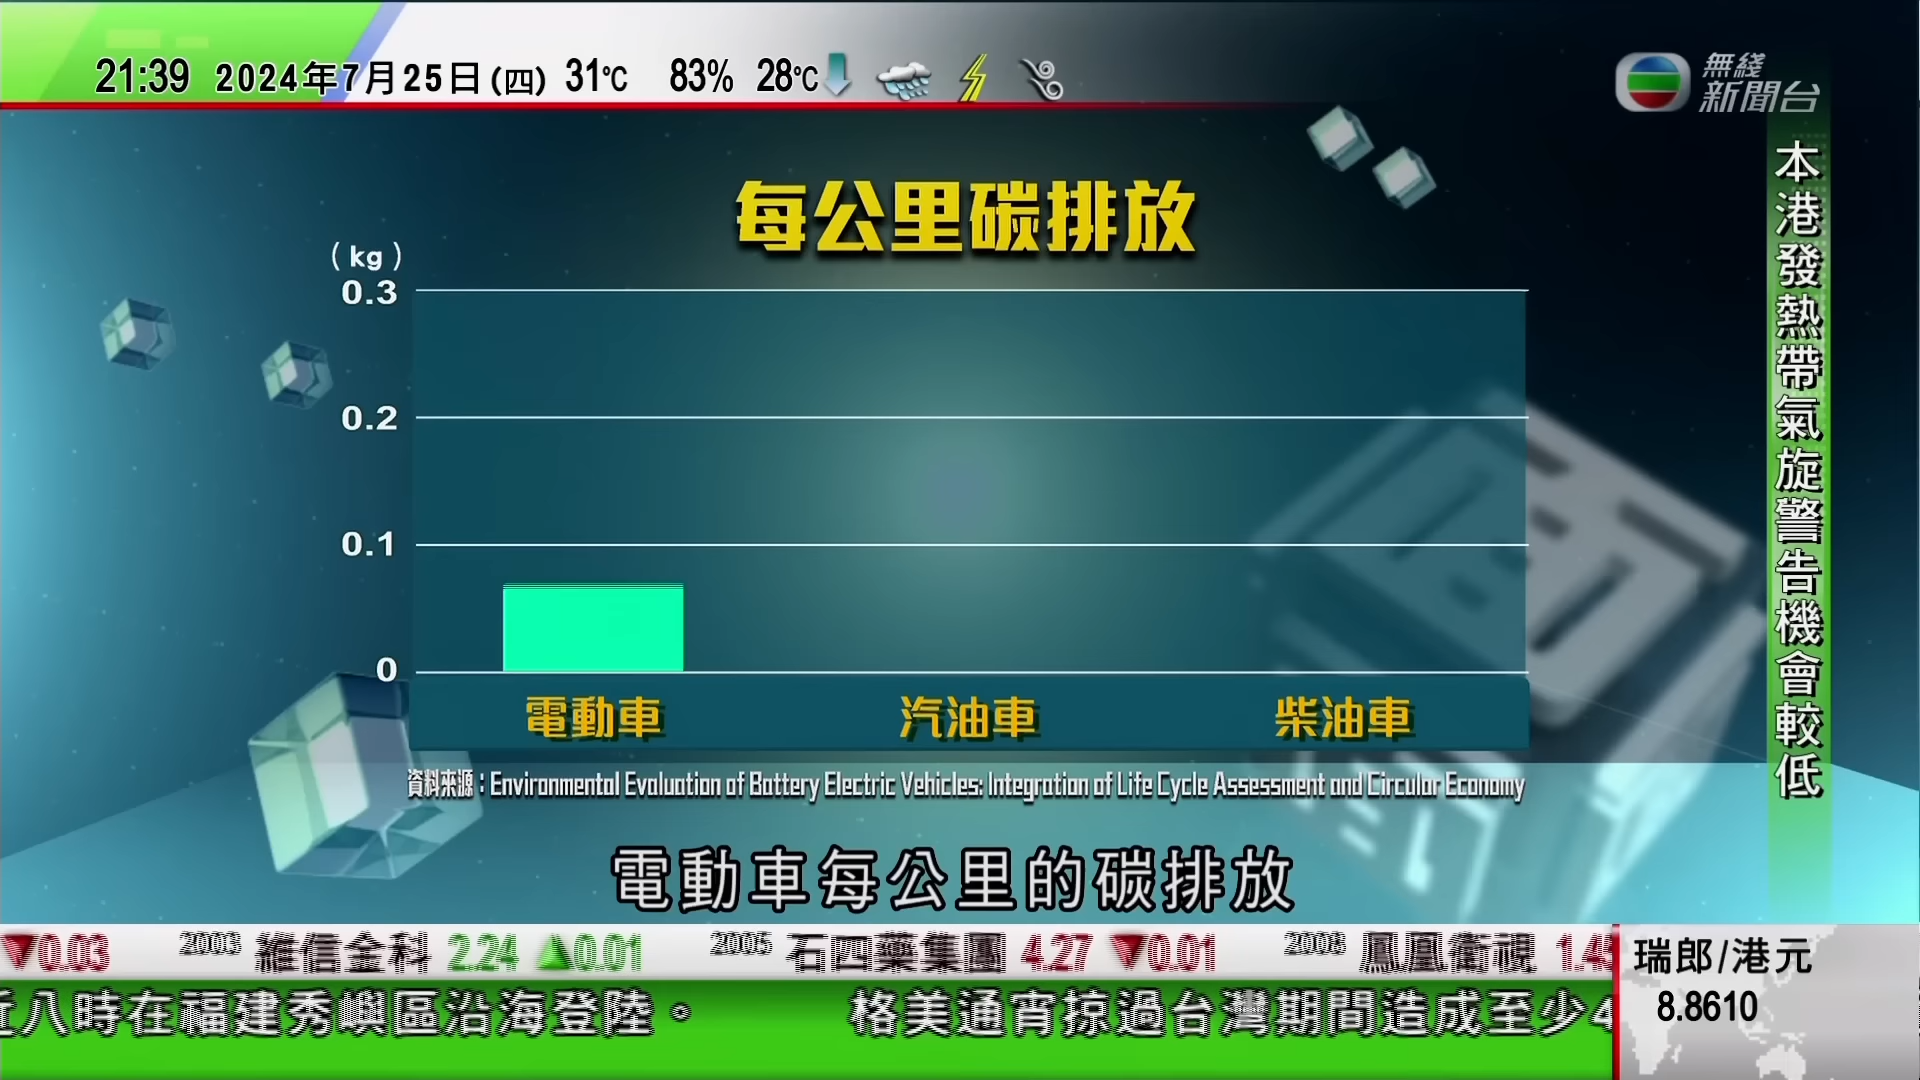 21:39 2024年7月25日(四) 31℃ 83% 28℃
無綫
新聞台
本港發熱帶氣旋警告機會較低
每公里碳排放
(kg)
0.3
0.2
0.1
0
電動車 汽油車 柴油車
資料來源：Environmental Evaluation of Battery Electric Vehicles: Integration of Life Cycle Assessment and Circular Economy
電動車每公里的碳排放
▼0.03 2003 維信金科 2.24 ▲0.01 2005 石四藥集團 4.27 ▼0.01 2008 鳳凰衛視 1.45
瑞郎/港元
8.8610
近八時在福建秀嶼區沿海登陸。 格美通宵掠過台灣期間造成至少4